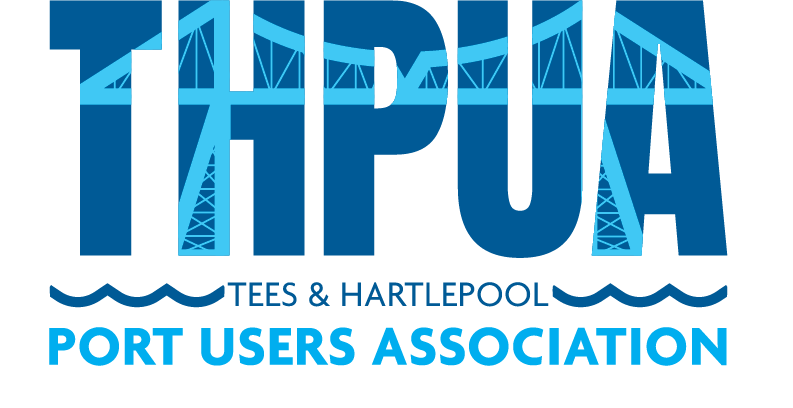 THPUA
TEES & HARTLEPOOL
PORT USERS ASSOCIATION